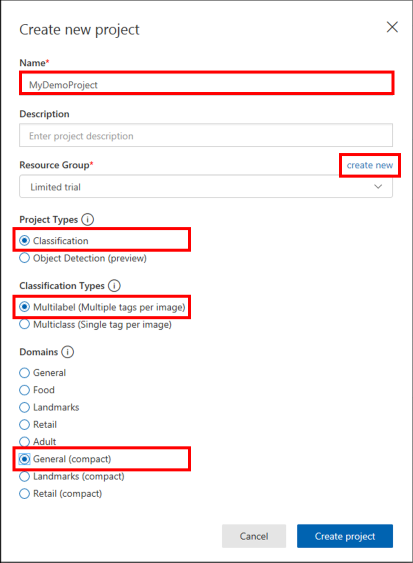 Create new project
Name*
MyDemoProject
Description
Enter project description
Resource Group*
create new
Limited trial
Project Types
Classification
Object Detection (preview)
Classification Types
Multilabel (Multiple tags per image)
Multiclass (Single tag per image)
Domains
General
Food
Landmarks
Retail
Adult
General (compact)
Landmarks (compact)
Retail (compact)
Cancel
Create project